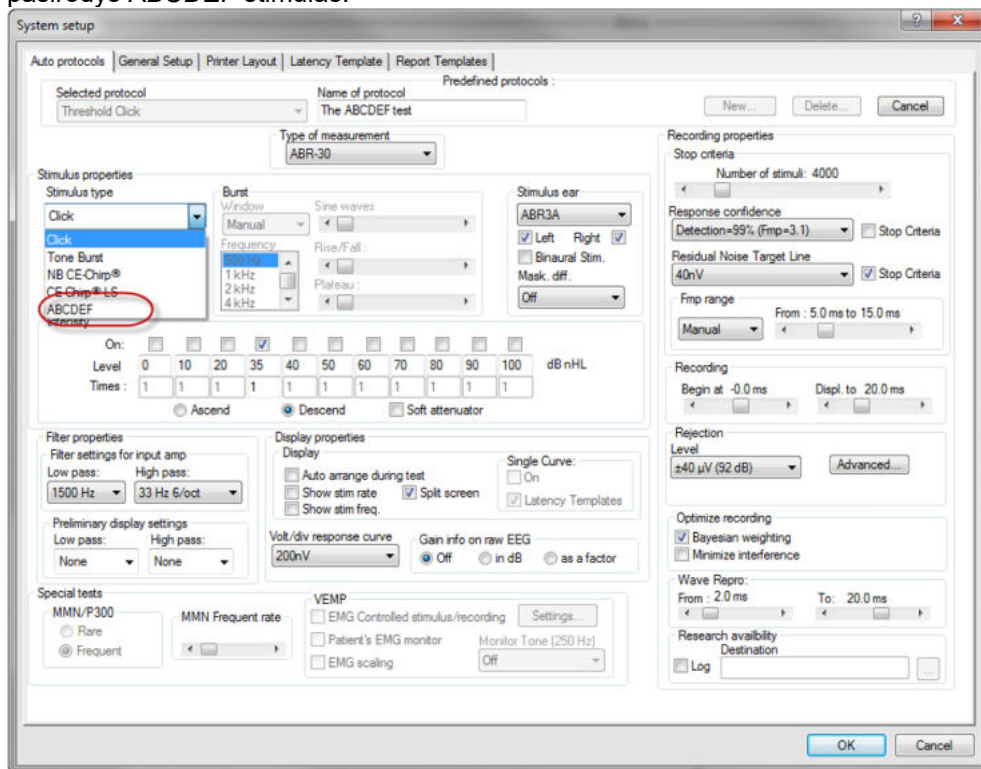 pasirodys ABCDEF stimulas.
System setup
Auto protocols General Setup Printer Layout Latency Template Report Templates
Predefined protocols :
Selected protocol
Threshold Click
Name of protocol
The ABCDEF test
New... Delete... Cancel
Type of measurement
ABR-30
Stimulus properties
Stimulus type
Click
Click
Tone Burst
NB CE-Chirp®
CE-Chirp® LS
ABCDEF
Burst
Window
Manual
Frequency
500 Hz
1 kHz
2 kHz
4 kHz
Sine waves
Rise/Fall :
Plateau :
Stimulus ear
ABR3A
Left Right
Binaural Stim.
Mask. diff.
Off
Intensity
On:
Level 0 10 20 35 40 50 60 70 80 90 100 dB nHL
Times : 1 1 1 1 1 1 1 1 1 1 1
Ascend Descend Soft attenuator
Filter properties
Filter settings for input amp
Low pass: High pass:
1500 Hz 33 Hz 6/oct
Preliminary display settings
Low pass: High pass:
None None
Display properties
Display
Auto arrange during test
Show stim rate Split screen
Show stim freq.
Single Curve:
On
Latency Templates
Volt./div response curve
200nV
Gain info on raw EEG
Off in dB as a factor
Special tests
MMN/P300
Rare
Frequent
MMN Frequent rate
VEMP
EMG Controlled stimulus/recording Settings...
Patient's EMG monitor
EMG scaling
Monitor Tone (250 Hz)
Off
Recording properties
Stop criteria
Number of stimuli: 4000
Response confidence
Detection=99% (Fmp=3.1) Stop Criteria
Residual Noise Target Line
40nV Stop Criteria
Fmp range
From : 5.0 ms to 15.0 ms
Manual
Recording
Begin at -0.0 ms Displ. to 20.0 ms
Rejection
Level
±40 µV (92 dB) Advanced...
Optimize recording
Bayesian weighting
Minimize interference
Wave Repro:
From : 2.0 ms To: 20.0 ms
Research availbility
Destination
Log ...
OK Cancel